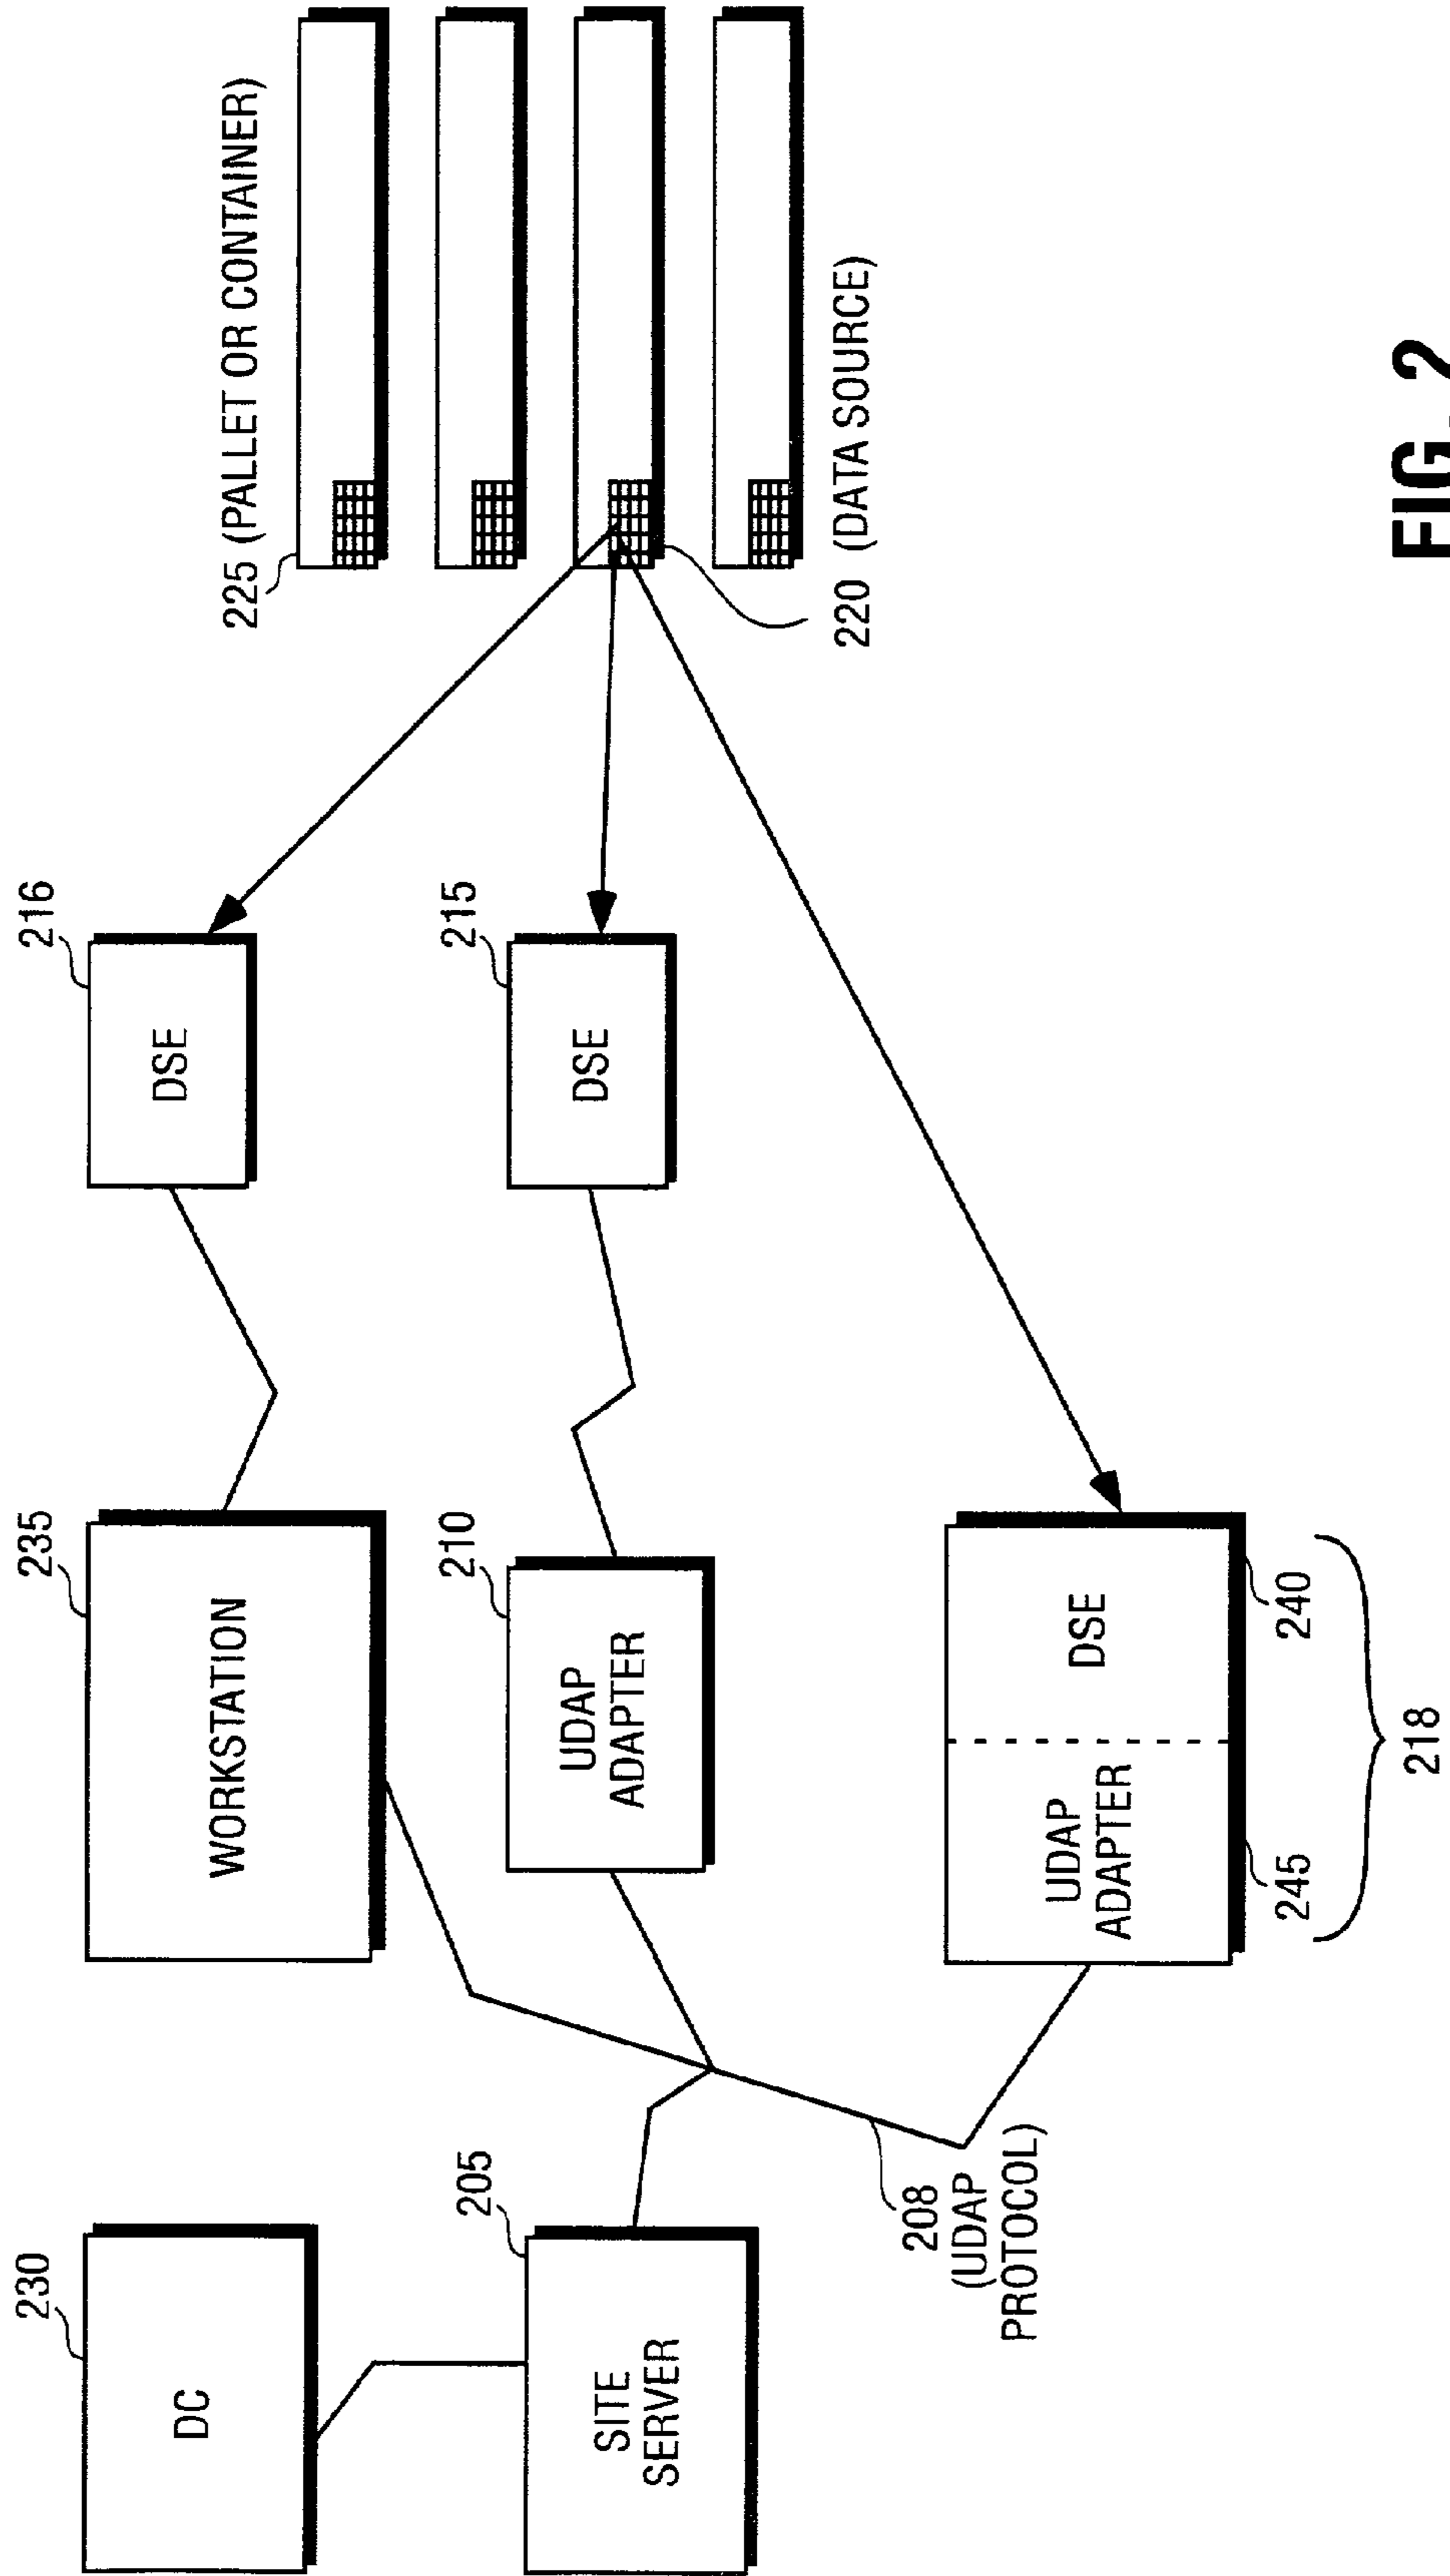 230
DC
205
SITE
SERVER
208
(UDAP
PROTOCOL)
235
WORKSTATION
210
UDAP
ADAPTER
UDAP
ADAPTER
DSE
245
240
218
216
DSE
215
DSE
225 (PALLET OR CONTAINER)
220 (DATA SOURCE)
FIG. 2